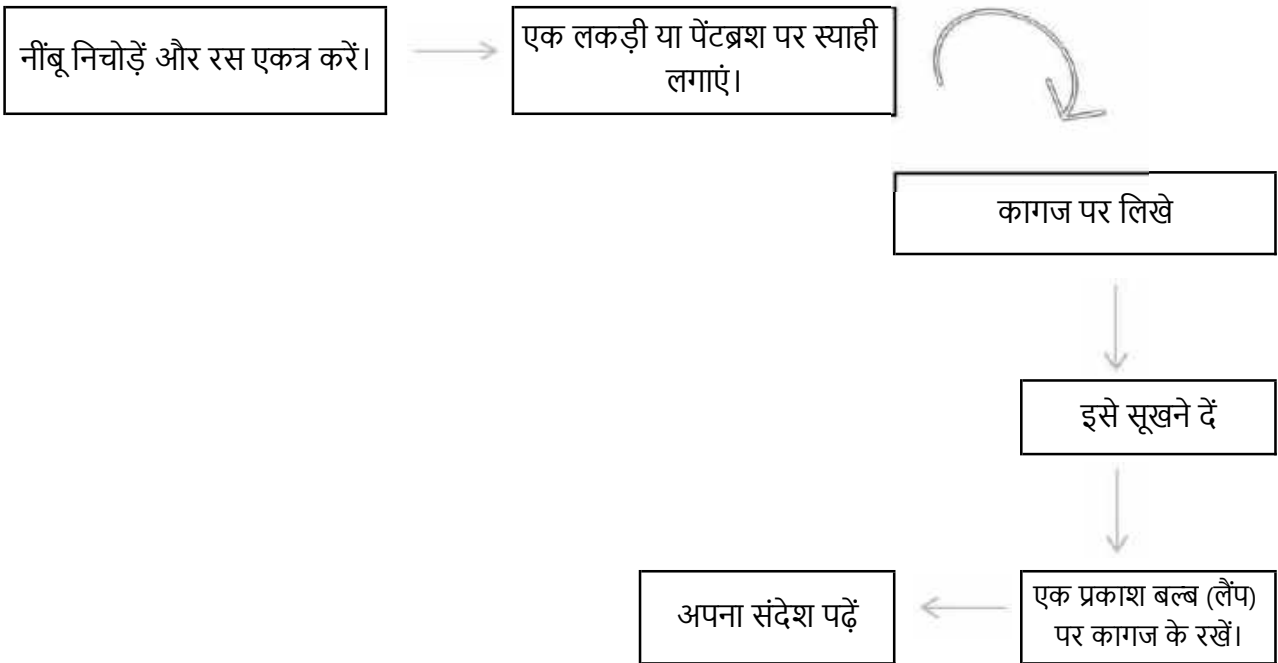 नींबू निचोड़ें और रस एकत्र करें।
एक लकड़ी या पेंटब्रश पर स्याही
लगाएं।
कागज पर लिखे
इसे सूखने दें
एक प्रकाश बल्ब (लैंप)
पर कागज के रखें।
अपना संदेश पढ़ें